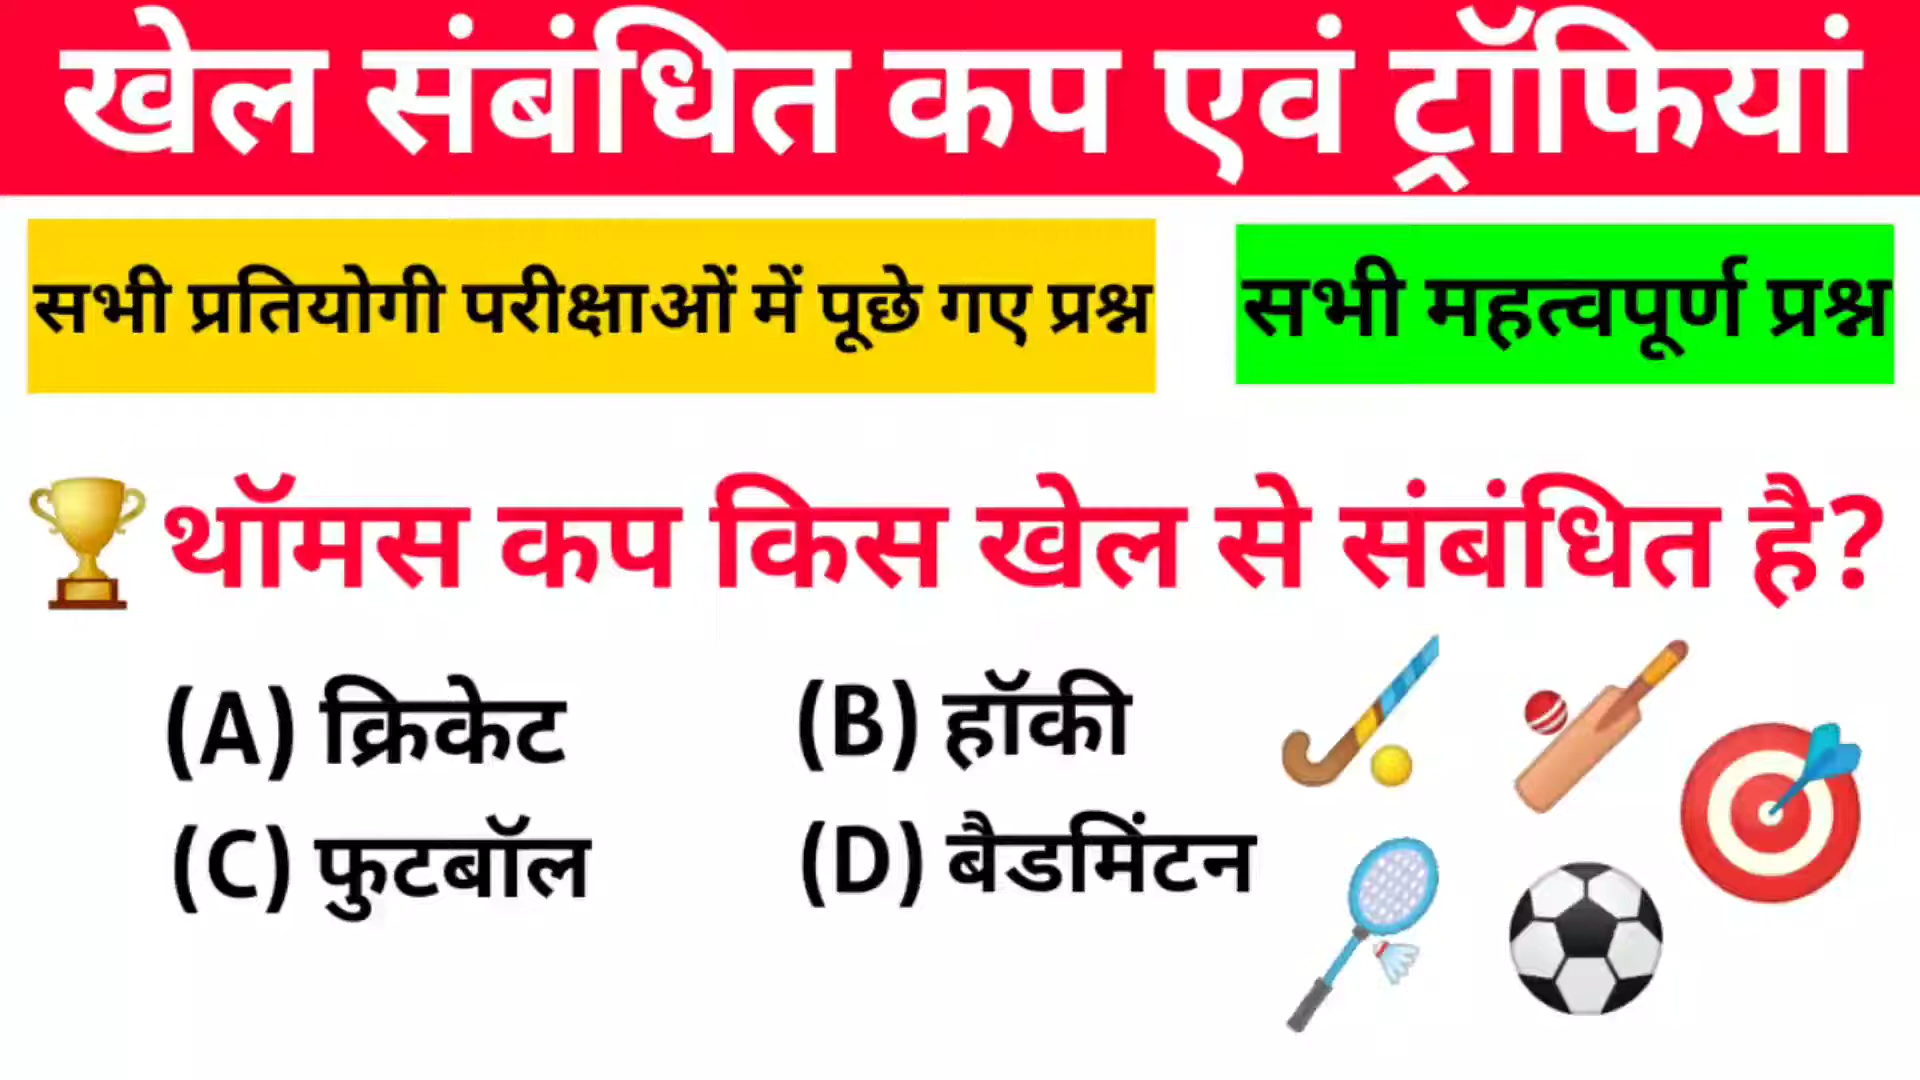 खेल संबंधित कप एवं ट्रॉफियां
सभी प्रतियोगी परीक्षाओं में पूछे गए प्रश्न
सभी महत्वपूर्ण प्रश्न
थॉमस कप किस खेल से संबंधित है?
(A) क्रिकेट
(B) हॉकी
(C) फुटबॉल
(D) बैडमिंटन